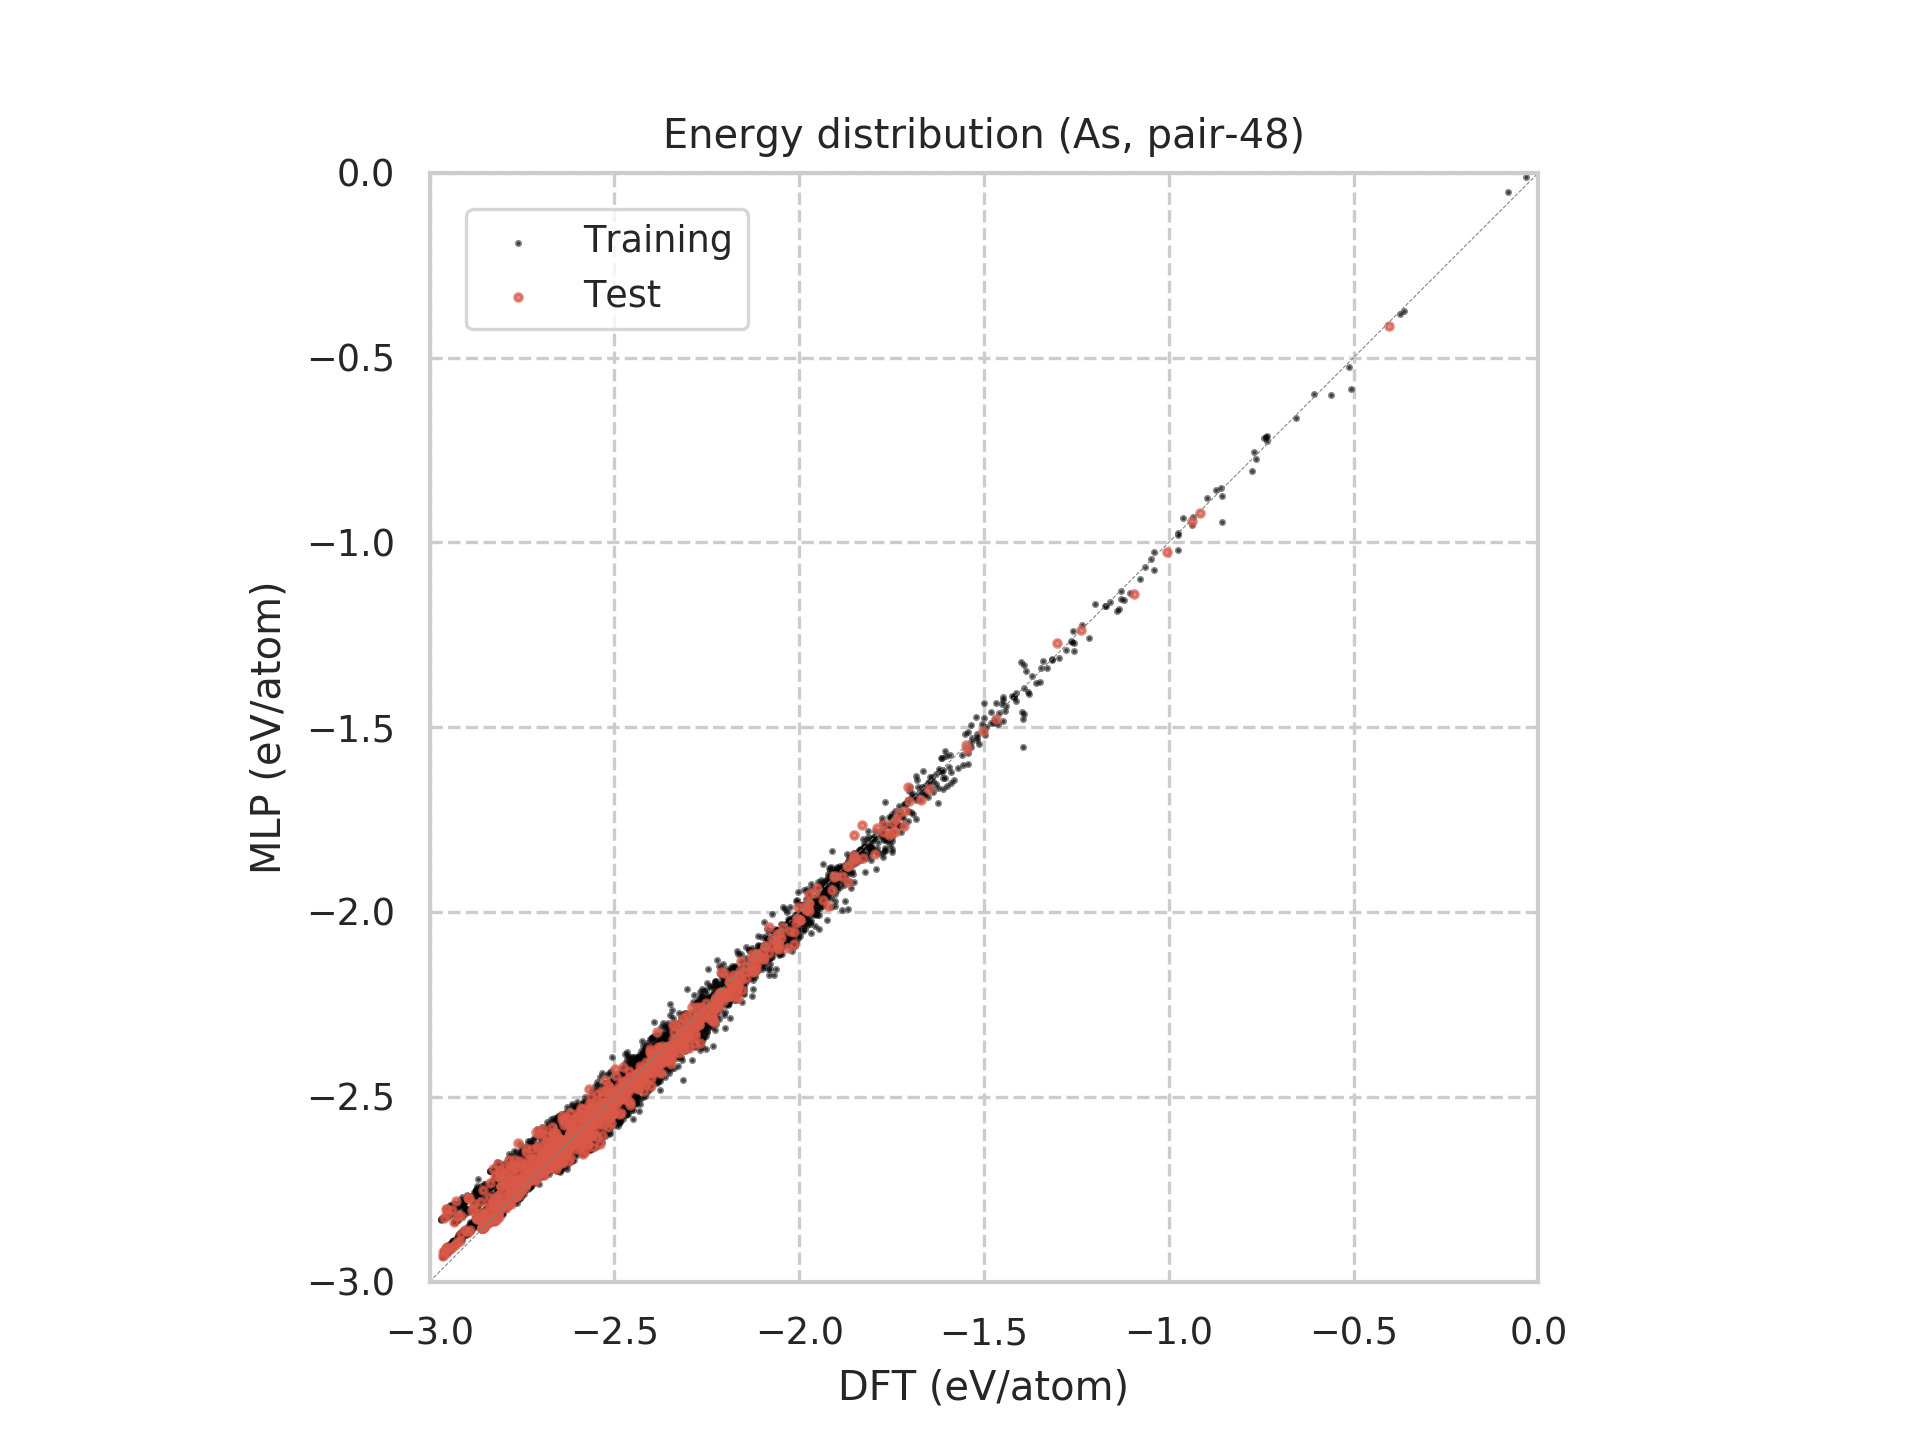 Energy distribution (As, pair-48)
Training
Test
MLP (eV/atom)
0.0
−0.5
−1.0
−1.5
−2.0
−2.5
−3.0
−3.0 −2.5 −2.0 −1.5 −1.0 −0.5 0.0
DFT (eV/atom)